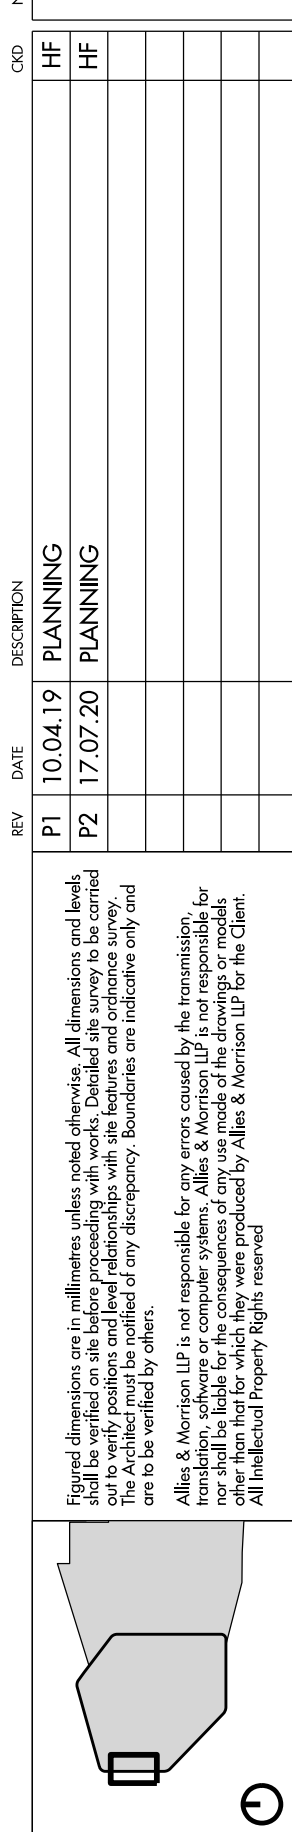 Figured dimensions are in millimetres unless noted otherwise. All dimensions and levels
shall be verified on site before proceeding with works. Detailed site survey to be carried
out to verify positions and level relationships with site features and ordnance survey.
The Architect must be notified of any discrepancy. Boundaries are indicative only and
are to be verified by others.
Allies & Morrison LLP is not responsible for any errors caused by the transmission,
translation, software or computer systems. Allies & Morrison LLP is not responsible for
nor shall be liable for the consequences of any use made of the drawings or models
other than that for which they were produced by Allies & Morrison LLP for the Client.
All Intellectual Property Rights reserved
REV DATE DESCRIPTION CKD
P1 10.04.19 PLANNING HF
P2 17.07.20 PLANNING HF